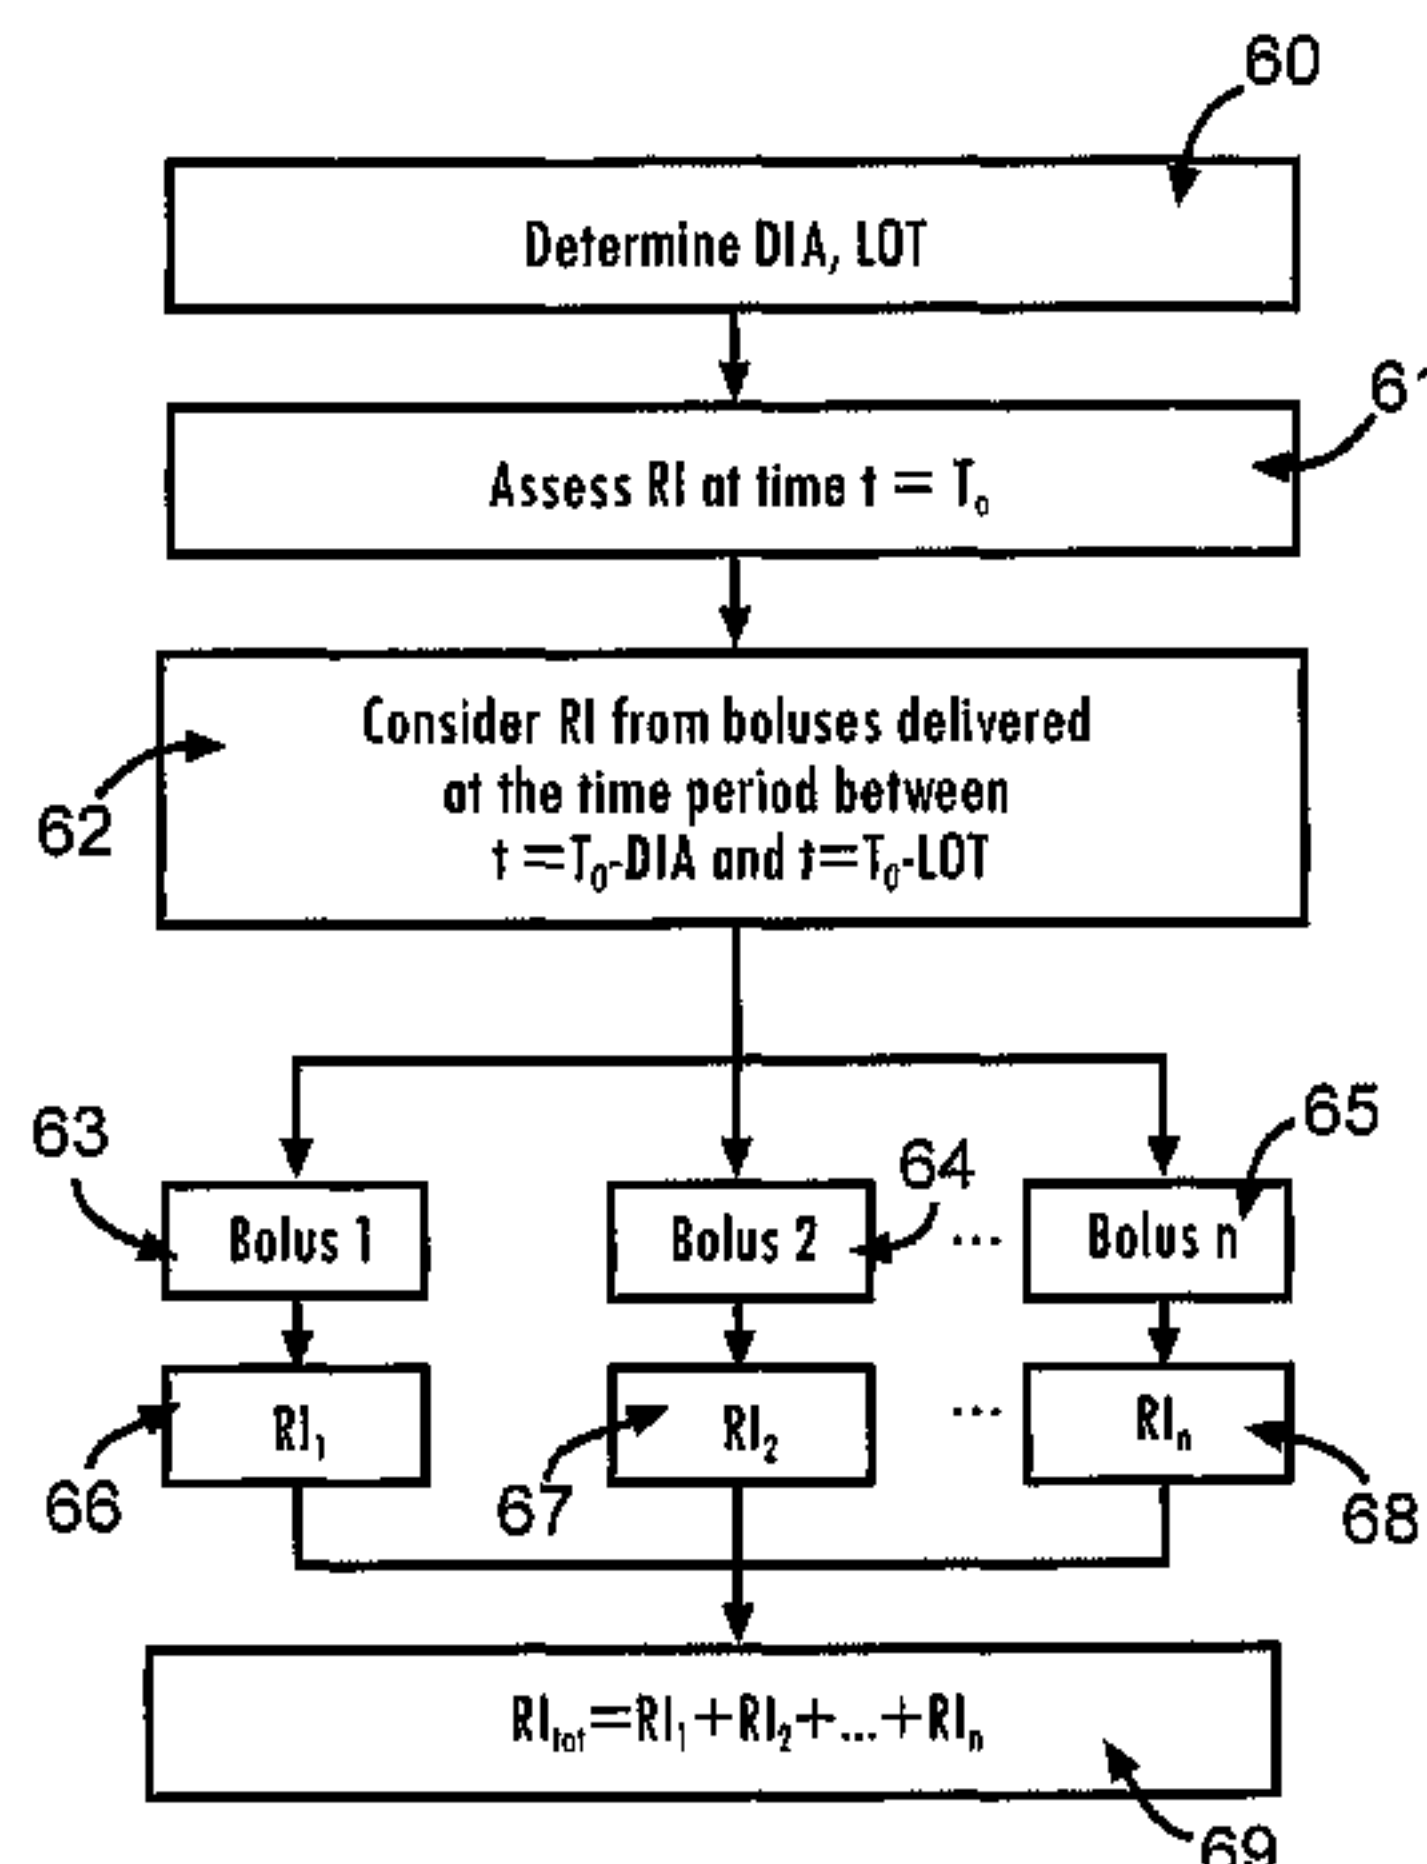 60
Determine DIA, LOT
61
Assess RI at time t = T₀
Consider RI from boluses delivered
at the time period between
t =T₀-DIA and t=T₀-LOT
62
63
64
65
Bolus 1
Bolus 2
...
Bolus n
RI₁
RI₂
...
RIₙ
66
67
68
RIₜₒₜ=RI₁+RI₂+...+RIₙ
69